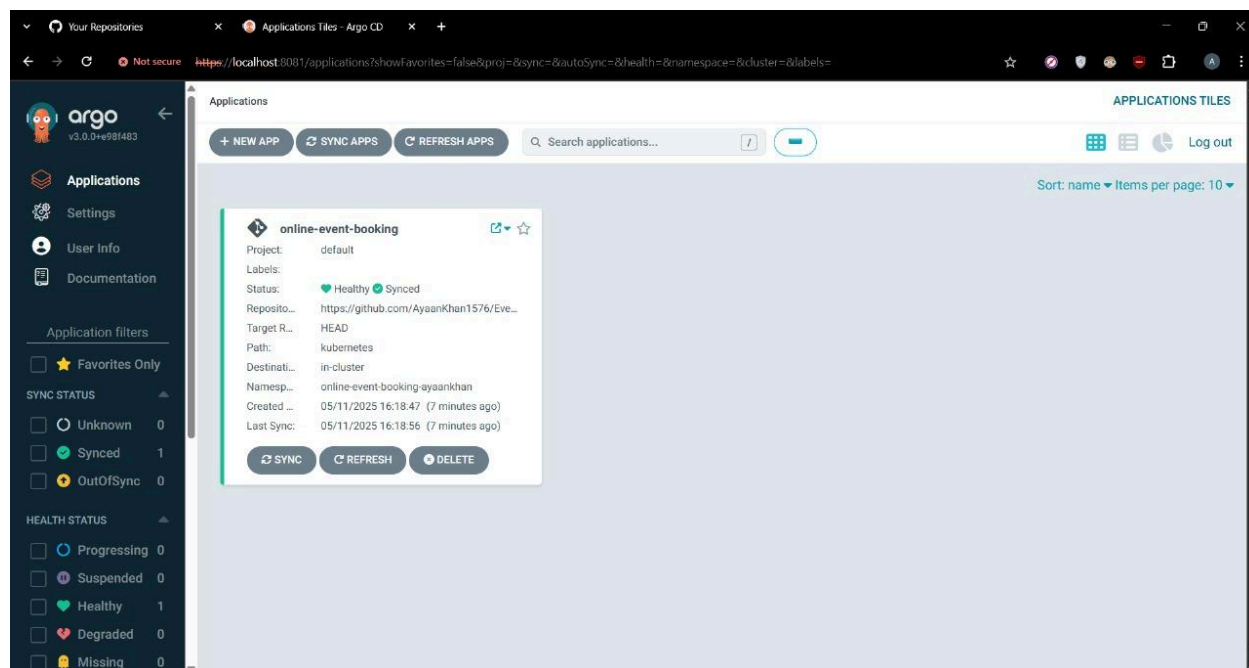 Your Repositories
Applications Tiles - Argo CD
Not secure https://localhost:8081/applications?showFavorites=false&proj=&sync=&autoSync=&health=&namespace=&cluster=&labels=
A
argo
v3.0.0+e98f483
Applications
Settings
User Info
Documentation
Application filters
Favorites Only
SYNC STATUS
Unknown 0
Synced 1
OutOfSync 0
HEALTH STATUS
Progressing 0
Suspended 0
Healthy 1
Degraded 0
Missing 0
Applications APPLICATIONS TILES
+ NEW APP SYNC APPS REFRESH APPS Search applications... / Log out
Sort: name Items per page: 10
online-event-booking
Project: default
Labels:
Status: Healthy Synced
Reposito... https://github.com/AyaanKhan1576/Eve...
Target R... HEAD
Path: kubernetes
Destinati... in-cluster
Namesp... online-event-booking-ayaankhan
Created ... 05/11/2025 16:18:47 (7 minutes ago)
Last Sync: 05/11/2025 16:18:56 (7 minutes ago)
SYNC REFRESH DELETE